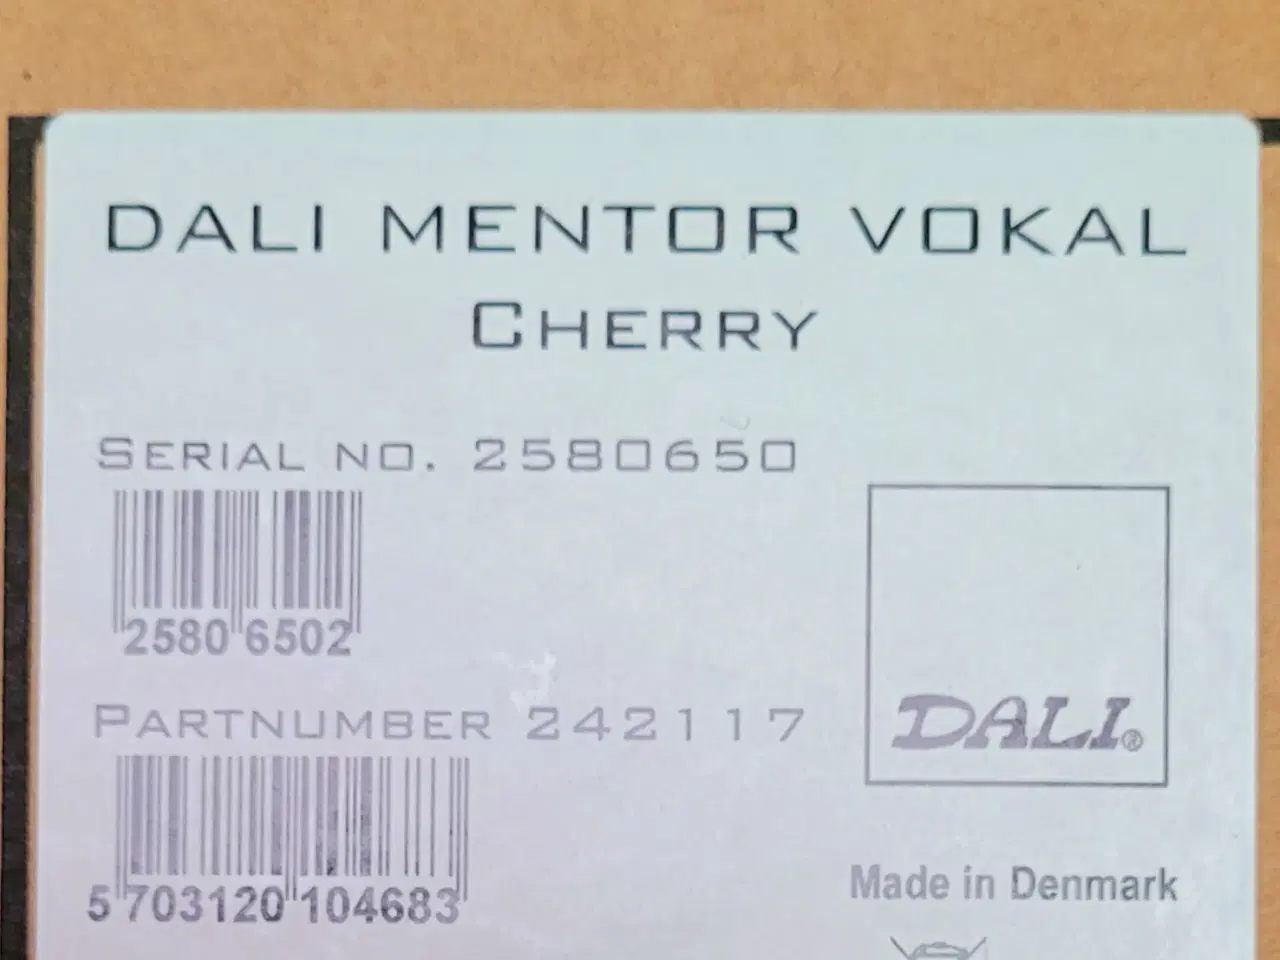 DALI MENTOR VOKAL
CHERRY
SERIAL NO. 2580650
2580 6502
PARTNUMBER 242117
5 703120 104683
DALI®
Made in Denmark